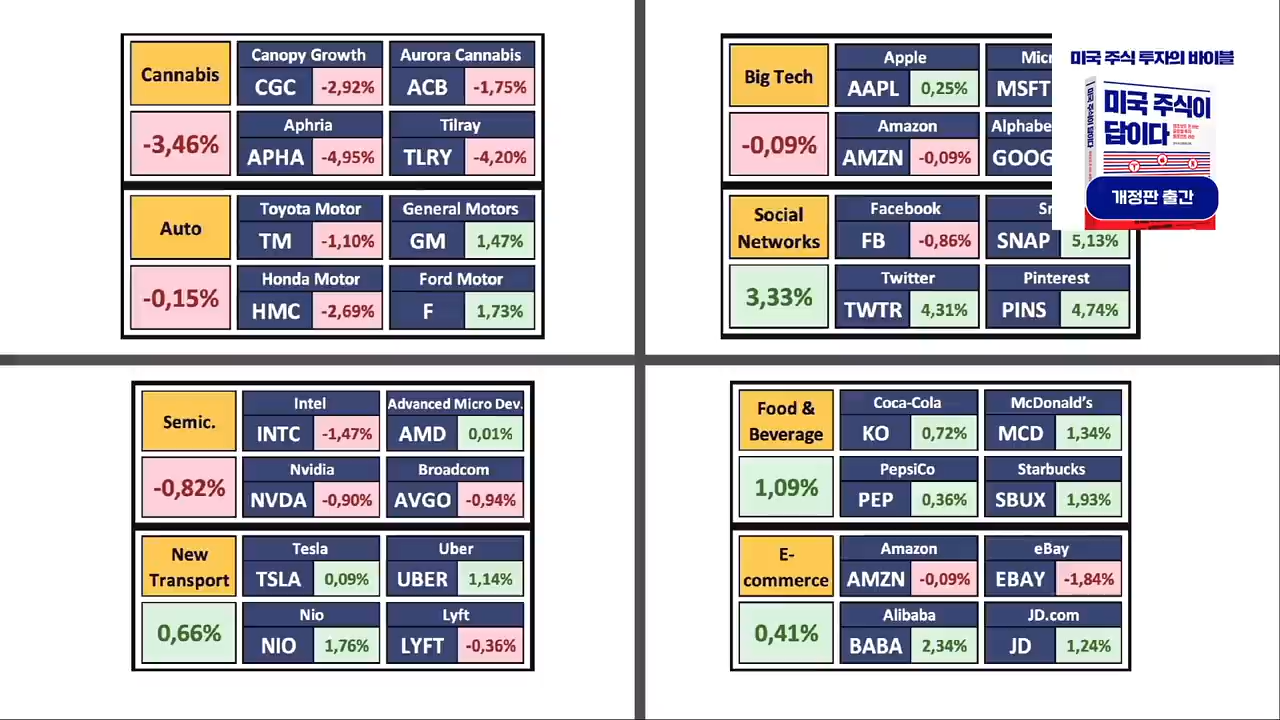 Cannabis
-3,46%
Canopy Growth
CGC -2,92%
Aurora Cannabis
ACB -1,75%
Aphria
APHA -4,95%
Tilray
TLRY -4,20%
Auto
-0,15%
Toyota Motor
TM -1,10%
General Motors
GM 1,47%
Honda Motor
HMC -2,69%
Ford Motor
F 1,73%
Big Tech
-0,09%
Apple
AAPL 0,25%
Micr
MSFT
Amazon
AMZN -0,09%
Alphabe
GOOG
Social
Networks
3,33%
Facebook
FB -0,86%
Sn
SNAP 5,13%
Twitter
TWTR 4,31%
Pinterest
PINS 4,74%
미국 주식 투자의 바이블
미국 주식이
답이다
개정판 출간
Semic.
-0,82%
Intel
INTC -1,47%
Advanced Micro Dev.
AMD 0,01%
Nvidia
NVDA -0,90%
Broadcom
AVGO -0,94%
New
Transport
0,66%
Tesla
TSLA 0,09%
Uber
UBER 1,14%
Nio
NIO 1,76%
Lyft
LYFT -0,36%
Food &
Beverage
1,09%
Coca-Cola
KO 0,72%
McDonald's
MCD 1,34%
PepsiCo
PEP 0,36%
Starbucks
SBUX 1,93%
E-
commerce
0,41%
Amazon
AMZN -0,09%
eBay
EBAY -1,84%
Alibaba
BABA 2,34%
JD.com
JD 1,24%